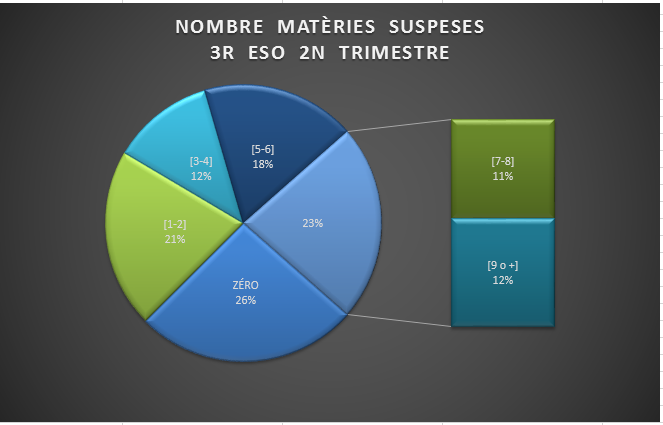 NOMBRE MATÈRIES SUSPESES
3R ESO 2N TRIMESTRE
[5-6]
18%
[3-4]
12%
[1-2]
21%
ZÉRO
26%
23%
[7-8]
11%
[9 o +]
12%